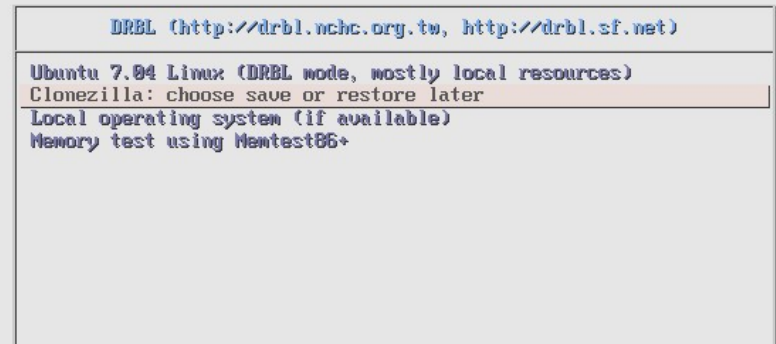 DRBL (http://drbl.nchc.org.tw, http://drbl.sf.net)
Ubuntu 7.04 Linux (DRBL mode, mostly local resources)
Clonezilla: choose save or restore later
Local operating system (if available)
Memory test using Memtest86+